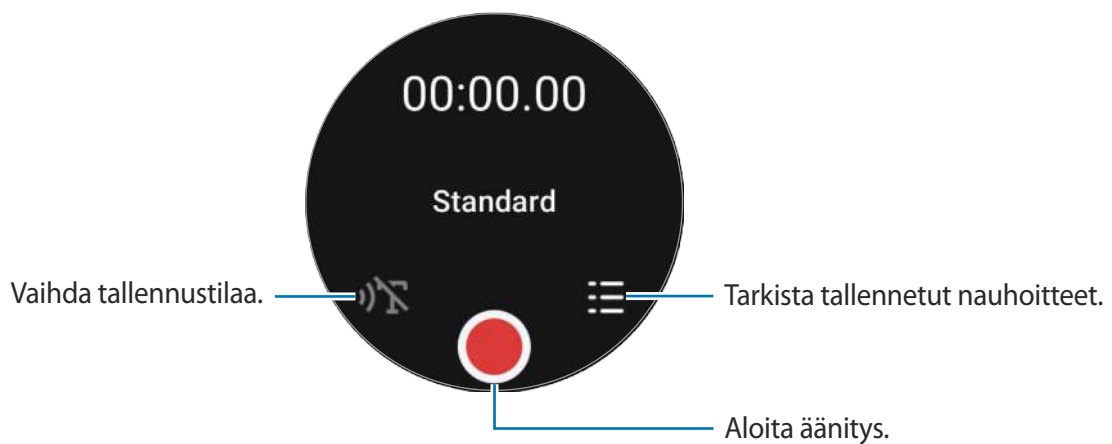 00:00.00
Standard
Vaihda tallennustilaa.
Tarkista tallennetut nauhoitteet.
Aloita äänitys.